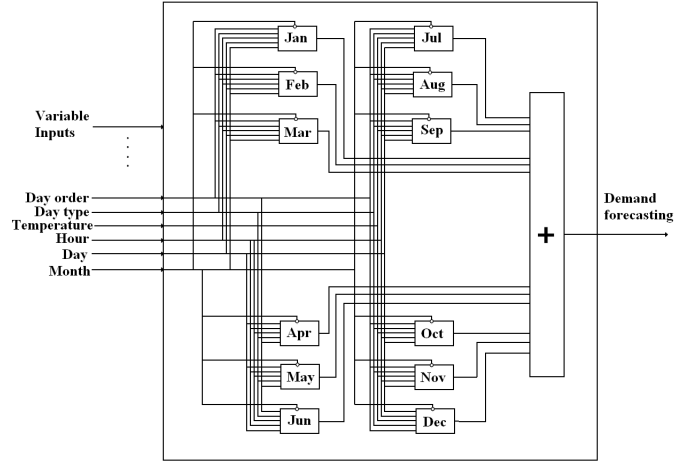 Jan
Jul
Feb
Aug
Mar
Sep
Variable
Inputs
Day order
Day type
Temperature
Hour
Day
Month
+
Demand
forecasting
Apr
Oct
May
Nov
Jun
Dec